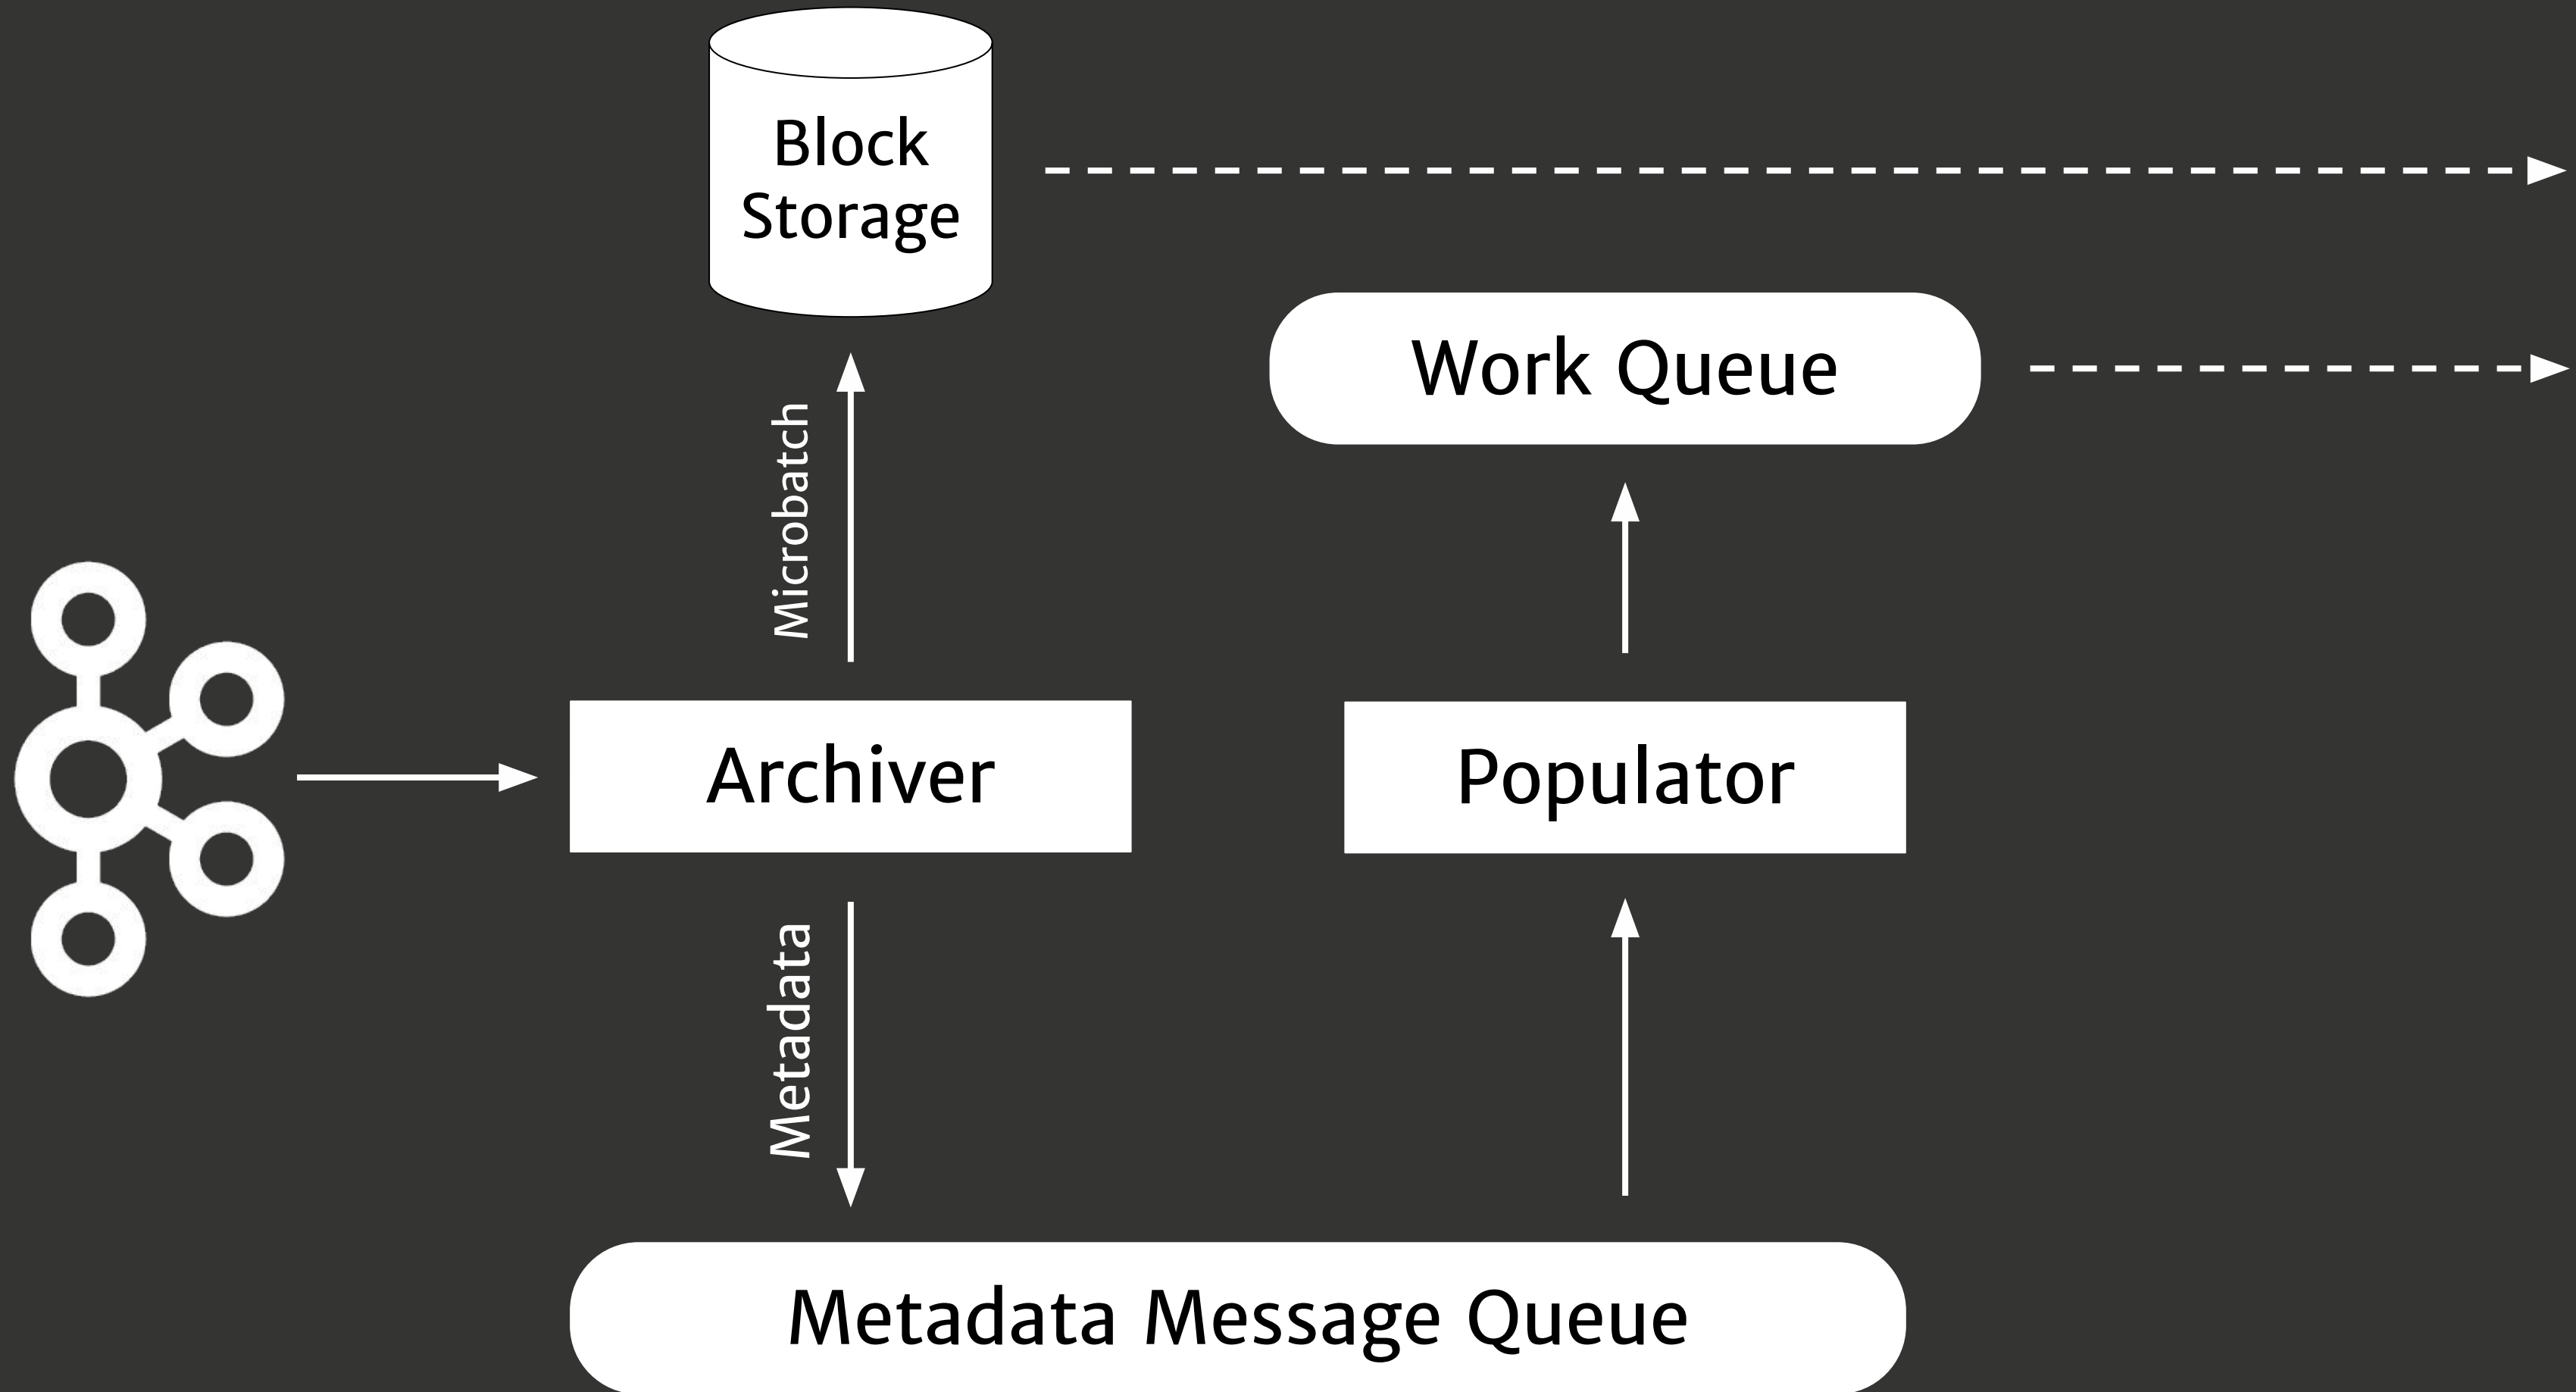 Block
Storage
Work Queue
Microbatch
Archiver
Populator
Metadata
Metadata Message Queue